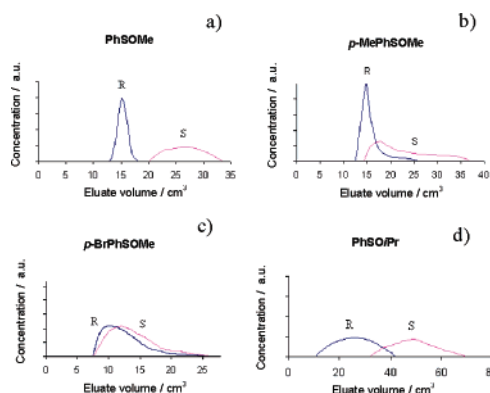 a)
PhSOMe
Concentration / a.u.
R
S
0 5 10 15 20 25 30 35
Eluate volume / cm³
b)
p-MePhSOMe
Concentration / a.u.
R
S
0 5 10 15 20 25 30 35 40
Eluate volume / cm³
c)
p-BrPhSOMe
Concentration / a.u.
R
S
0 5 10 15 20 25
Eluate volume / cm³
d)
PhSOiPr
Concentration / a.u.
R
S
0 20 40 60
Eluate volume / cm³